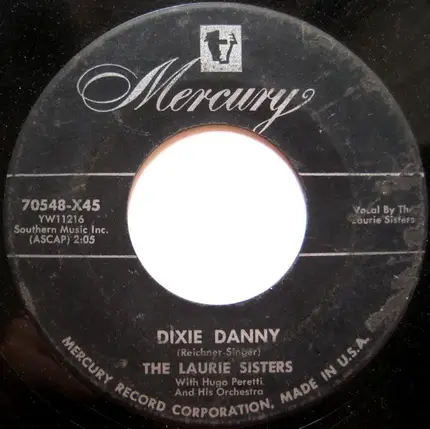 Mercury
70548-X45
YW11216
Southern Music Inc.
(ASCAP) 2:05
Vocal By The
Laurie Sisters
DIXIE DANNY
(Reichner-Singer)
THE LAURIE SISTERS
With Hugo Peretti
And His Orchestra
MERCURY RECORD CORPORATION, MADE IN U.S.A.